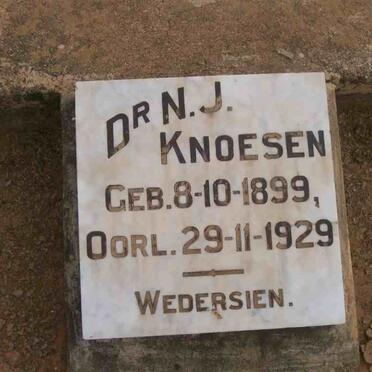 DR N.J.
KNOESEN
GEB. 8-10-1899,
OORL. 29-11-1929
WEDERSIEN.